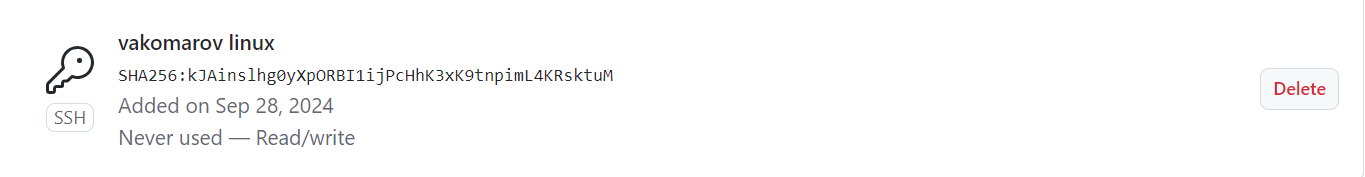 vakomarov linux
SHA256:kJAinslhg0yXpORBI1ijPcHhK3xK9tnpimL4KRsktuM
SSH
Added on Sep 28, 2024
Never used — Read/write
Delete